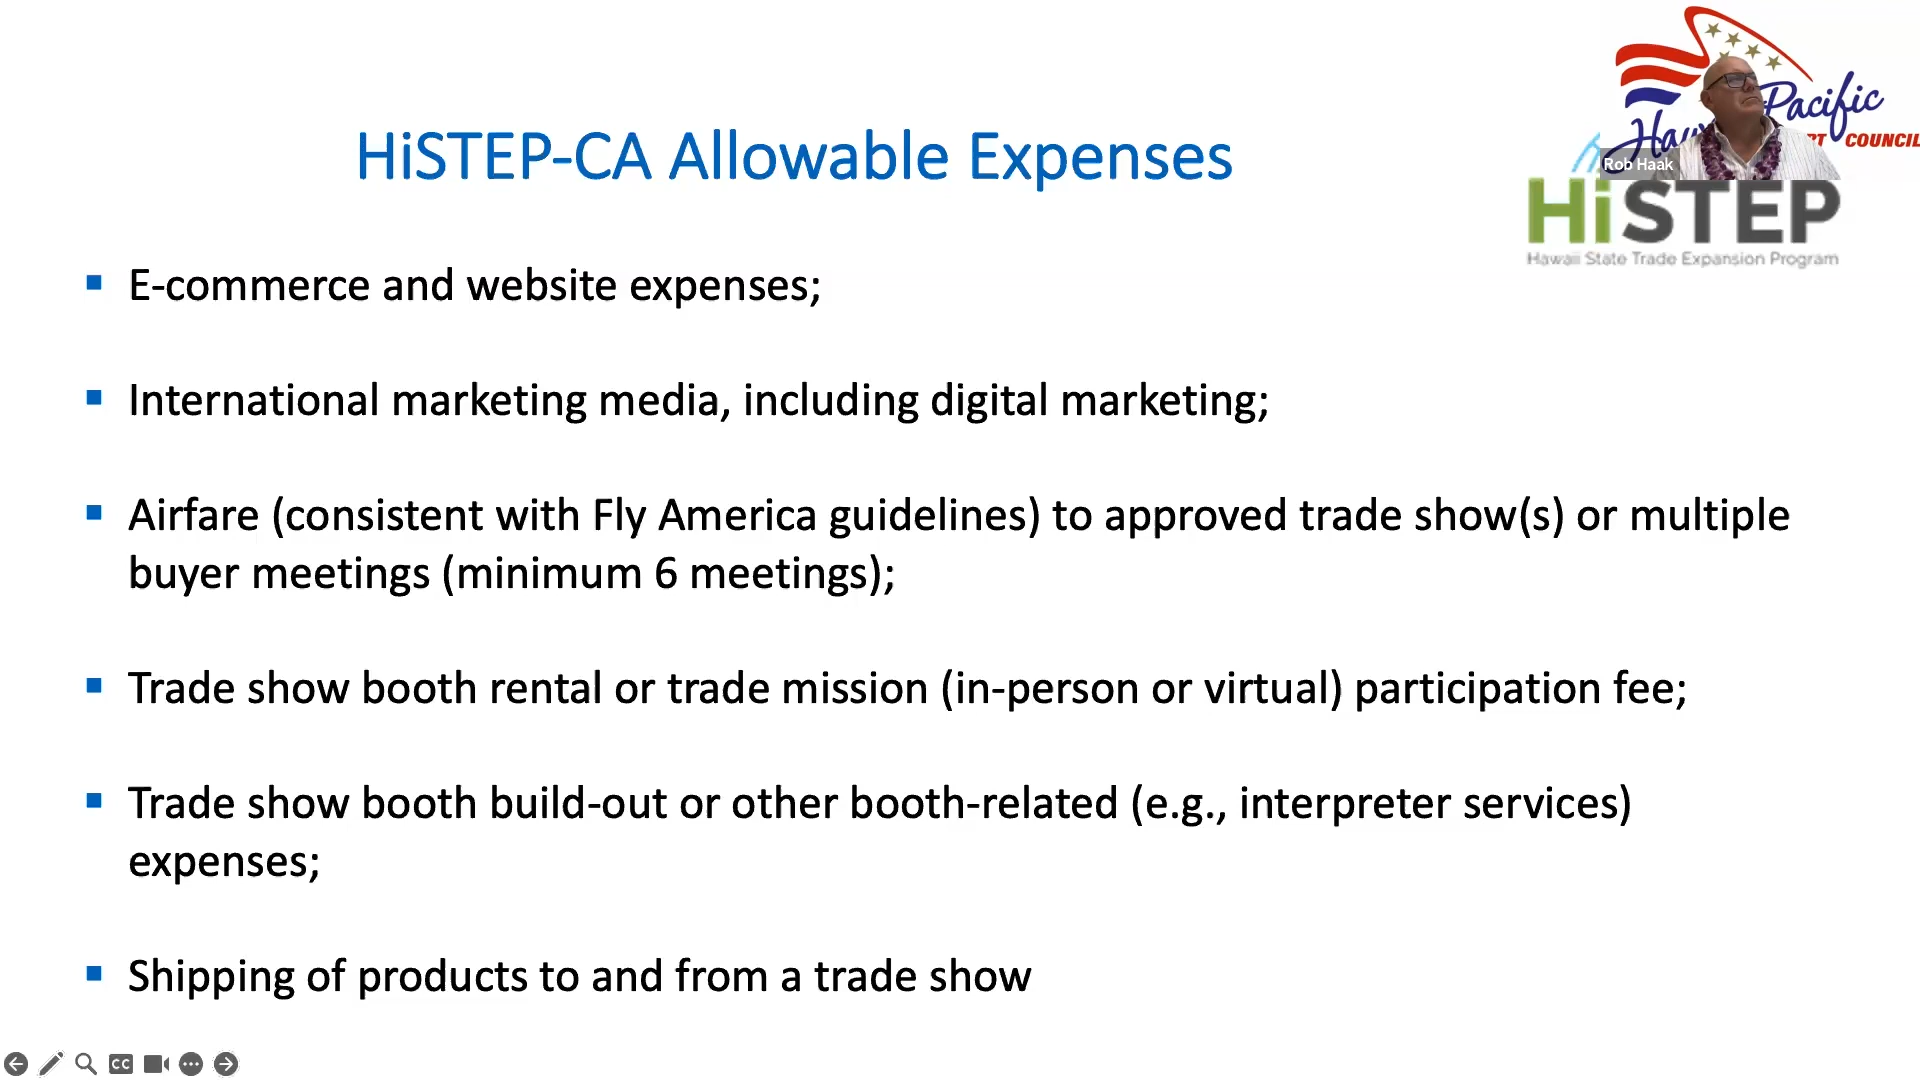 Pacific
COUNCIL
Rob Haak
HiSTEP
Hawaii State Trade Expansion Program
HiSTEP-CA Allowable Expenses
E-commerce and website expenses;
International marketing media, including digital marketing;
Airfare (consistent with Fly America guidelines) to approved trade show(s) or multiple
buyer meetings (minimum 6 meetings);
Trade show booth rental or trade mission (in-person or virtual) participation fee;
Trade show booth build-out or other booth-related (e.g., interpreter services)
expenses;
Shipping of products to and from a trade show
CC